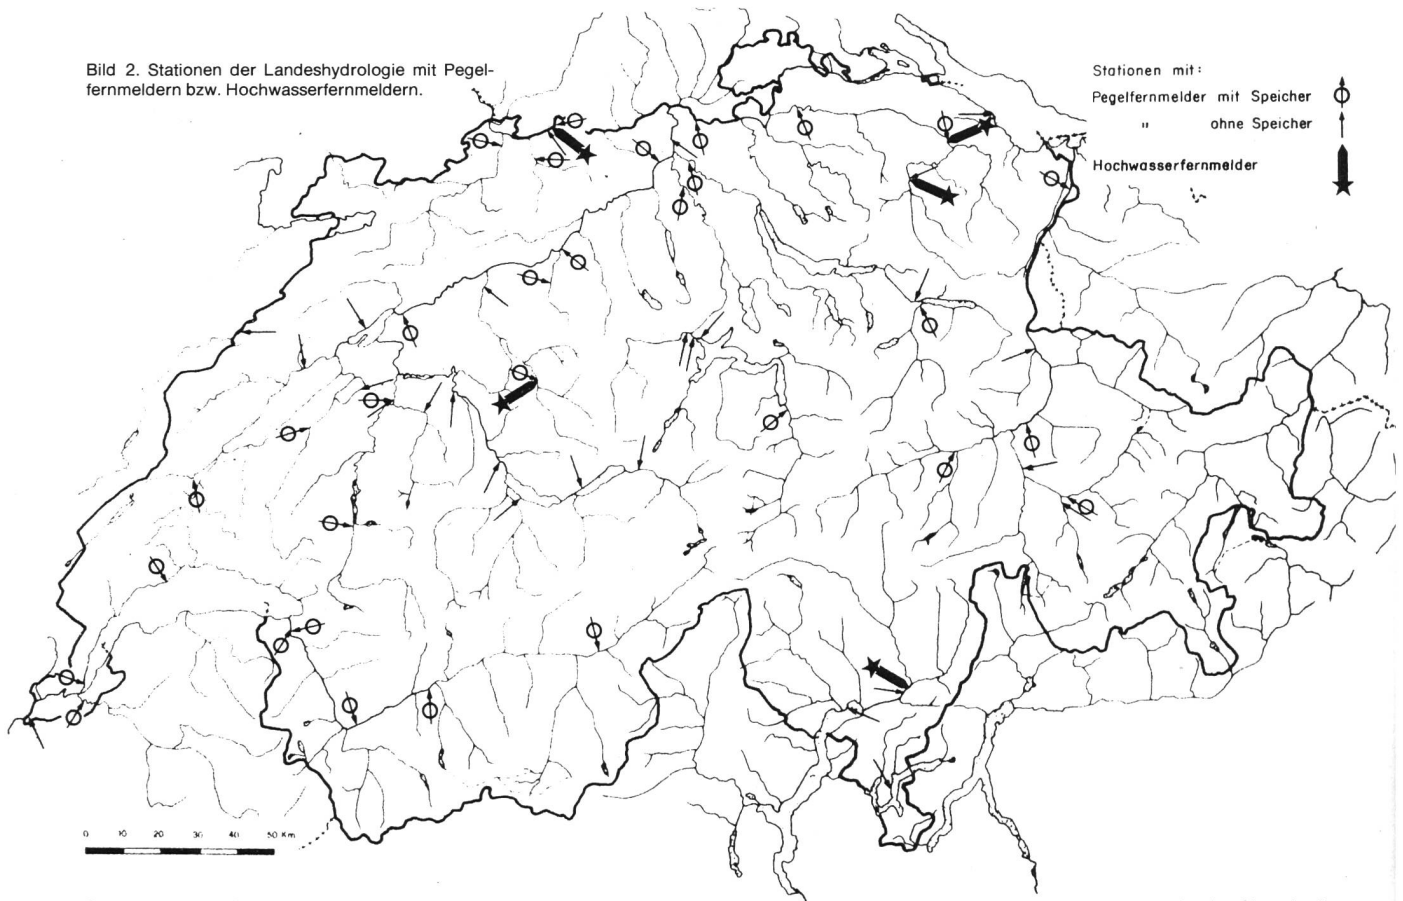 Bild 2. Stationen der Landeshydrologie mit Pegel-
fernmeldern bzw. Hochwasserfernmeldern.
Stationen mit:
Pegelfernmelder mit Speicher
" ohne Speicher
Hochwasserfernmelder
0 10 20 30 40 50 Km